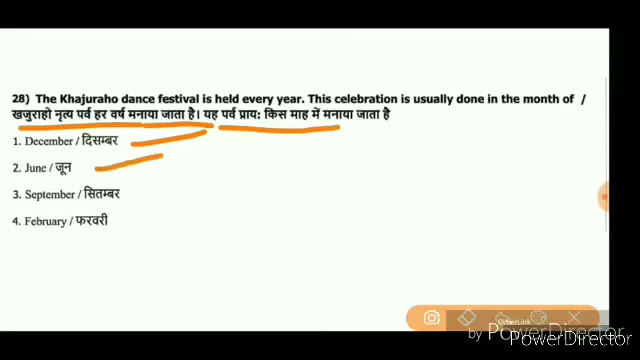 28) The Khajuraho dance festival is held every year. This celebration is usually done in the month of /
खजुराहो नृत्य पर्व हर वर्ष मनाया जाता है। यह पर्व प्राय: किस माह में मनाया जाता है
1. December / दिसम्बर
2. June / जून
3. September / सितम्बर
4. February / फरवरी
CyberLink
by PowerDirector
PowerDirector